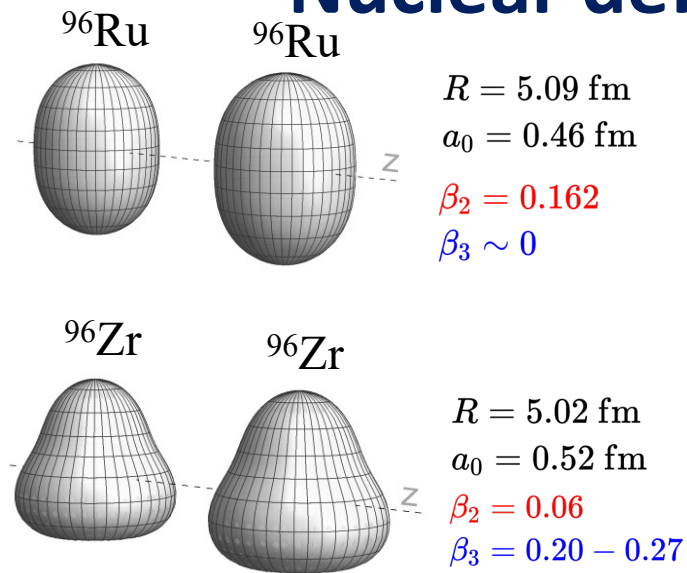 Nuclear
⁹⁶Ru ⁹⁶Ru
R = 5.09 fm
a₀ = 0.46 fm
z
β₂ = 0.162
β₃ ∼ 0
⁹⁶Zr ⁹⁶Zr
R = 5.02 fm
a₀ = 0.52 fm
z
β₂ = 0.06
β₃ = 0.20 − 0.27